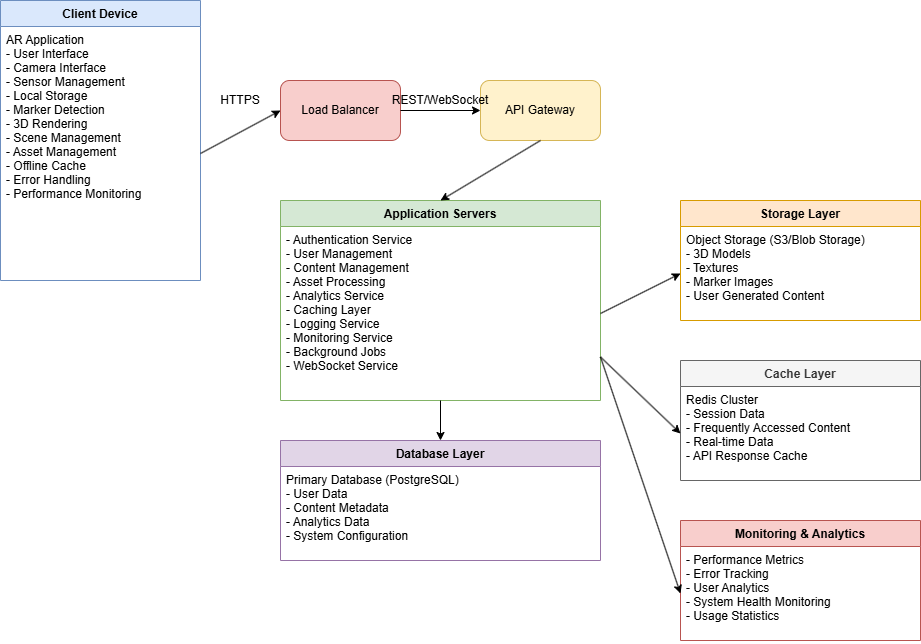 Client Device
AR Application
- User Interface
- Camera Interface
- Sensor Management
- Local Storage
- Marker Detection
- 3D Rendering
- Scene Management
- Asset Management
- Offline Cache
- Error Handling
- Performance Monitoring
HTTPS
Load Balancer
REST/WebSocket
API Gateway
Application Servers
- Authentication Service
- User Management
- Content Management
- Asset Processing
- Analytics Service
- Caching Layer
- Logging Service
- Monitoring Service
- Background Jobs
- WebSocket Service
Storage Layer
Object Storage (S3/Blob Storage)
- 3D Models
- Textures
- Marker Images
- User Generated Content
Cache Layer
Redis Cluster
- Session Data
- Frequently Accessed Content
- Real-time Data
- API Response Cache
Database Layer
Primary Database (PostgreSQL)
- User Data
- Content Metadata
- Analytics Data
- System Configuration
Monitoring & Analytics
- Performance Metrics
- Error Tracking
- User Analytics
- System Health Monitoring
- Usage Statistics